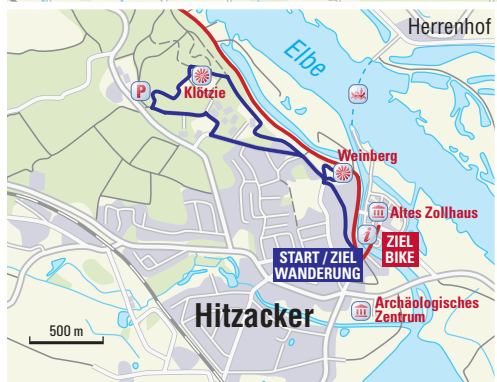 Herrenhof
Elbe
P
Klötzie
Weinberg
Altes Zollhaus
i
ZIEL
BIKE
START / ZIEL
WANDERUNG
Archäologisches
Zentrum
Hitzacker
500 m